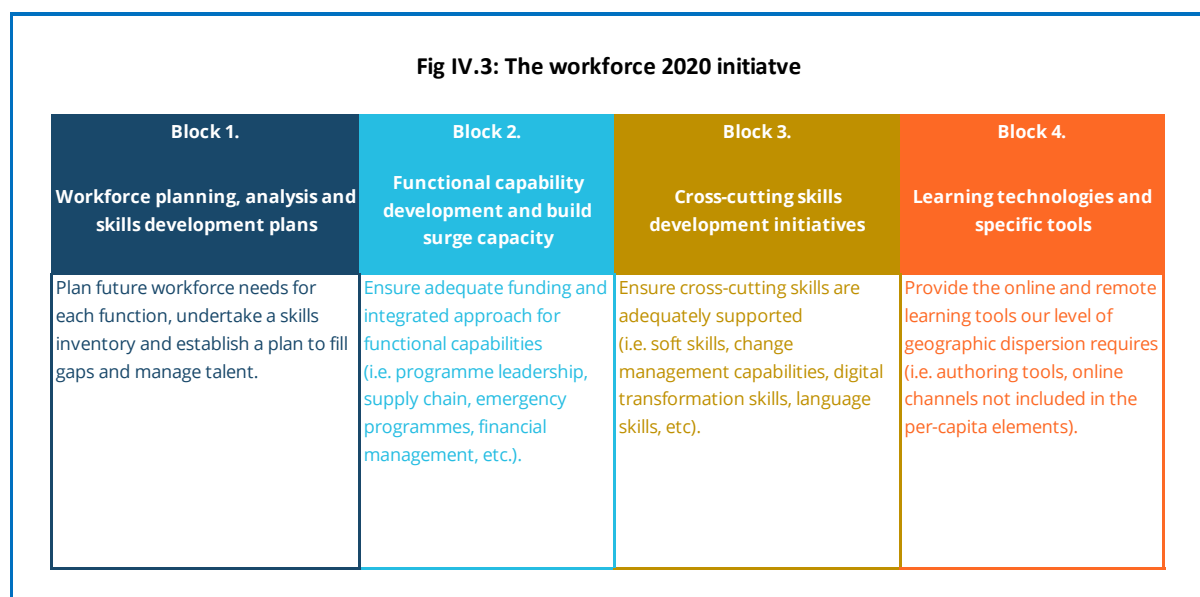 Fig IV.3: The workforce 2020 initiatve
Block 1.
Workforce planning, analysis and
skills development plans
Block 2.
Functional capability
development and build
surge capacity
Block 3.
Cross-cutting skills
development initiatives
Block 4.
Learning technologies and
specific tools
Plan future workforce needs for
each function, undertake a skills
inventory and establish a plan to fill
gaps and manage talent.
Ensure adequate funding and
integrated approach for
functional capabilities
(i.e. programme leadership,
supply chain, emergency
programmes, financial
management, etc.).
Ensure cross-cutting skills are
adequately supported
(i.e. soft skills, change
management capabilities, digital
transformation skills, language
skills, etc).
Provide the online and remote
learning tools our level of
geographic dispersion requires
(i.e. authoring tools, online
channels not included in the
per-capita elements).